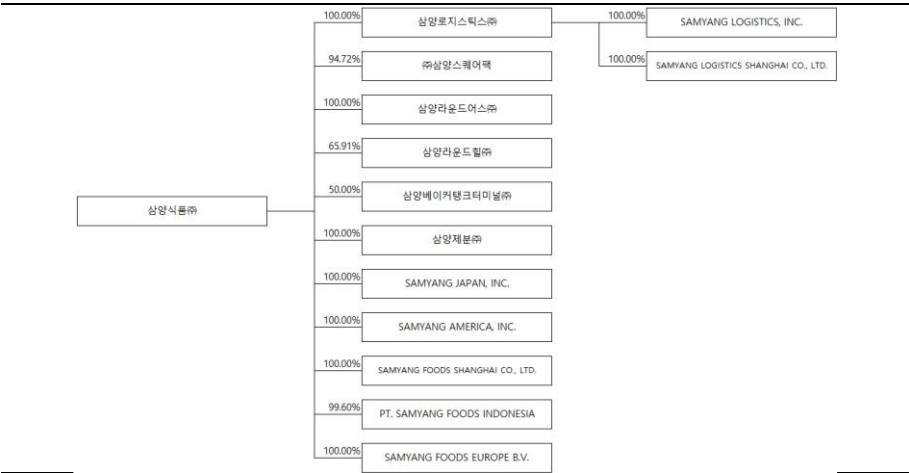 100.00%
삼양로지스틱스㈜
100.00%
SAMYANG LOGISTICS, INC.
94.72%
㈜삼양스퀘어팩
100.00%
SAMYANG LOGISTICS SHANGHAI CO., LTD.
100.00%
삼양라운드어스㈜
65.91%
삼양라운드힐㈜
삼양식품㈜
50.00%
삼양베이커탱크터미널㈜
100.00%
삼양제분㈜
100.00%
SAMYANG JAPAN, INC.
100.00%
SAMYANG AMERICA, INC.
100.00%
SAMYANG FOODS SHANGHAI CO., LTD.
99.60%
PT. SAMYANG FOODS INDONESIA
100.00%
SAMYANG FOODS EUROPE B.V.